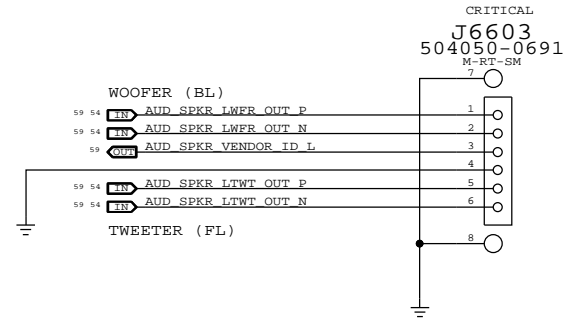 CRITICAL
J6603
504050-0691
M-RT-SM
7
WOOFER (BL)
59 54 IN AUD_SPKR_LWFR_OUT_P 1
59 54 IN AUD_SPKR_LWFR_OUT_N 2
59 OUT AUD_SPKR_VENDOR_ID_L 3
4
59 54 IN AUD_SPKR_LTWT_OUT_P 5
59 54 IN AUD_SPKR_LTWT_OUT_N 6
TWEETER (FL)
8